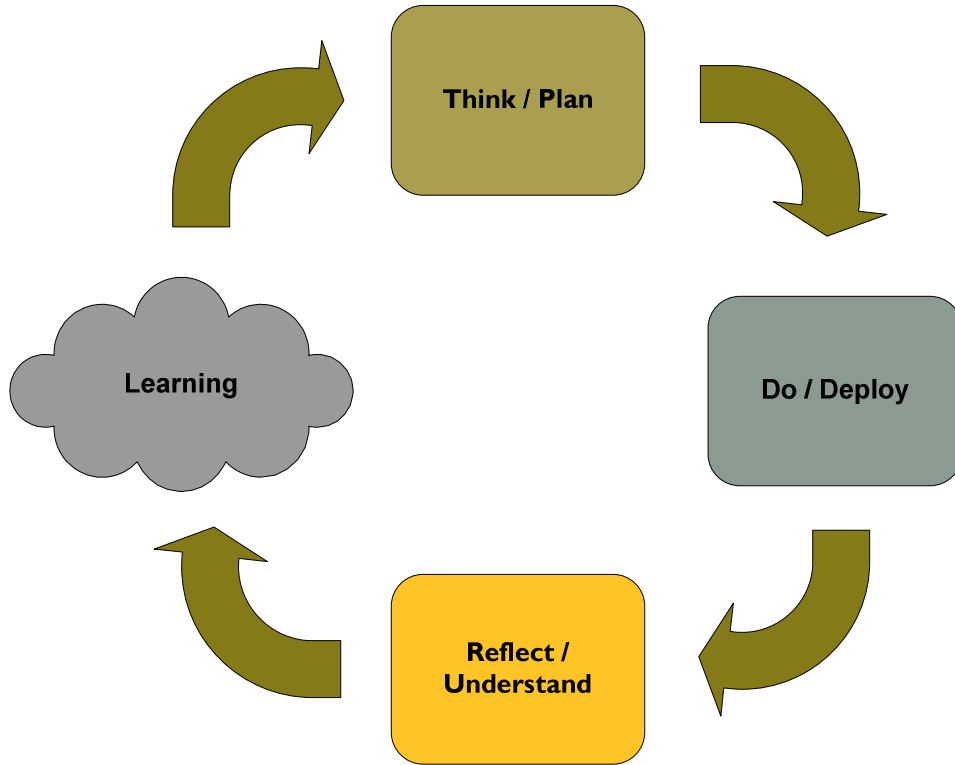 Think / Plan
Learning
Do / Deploy
Reflect /
Understand